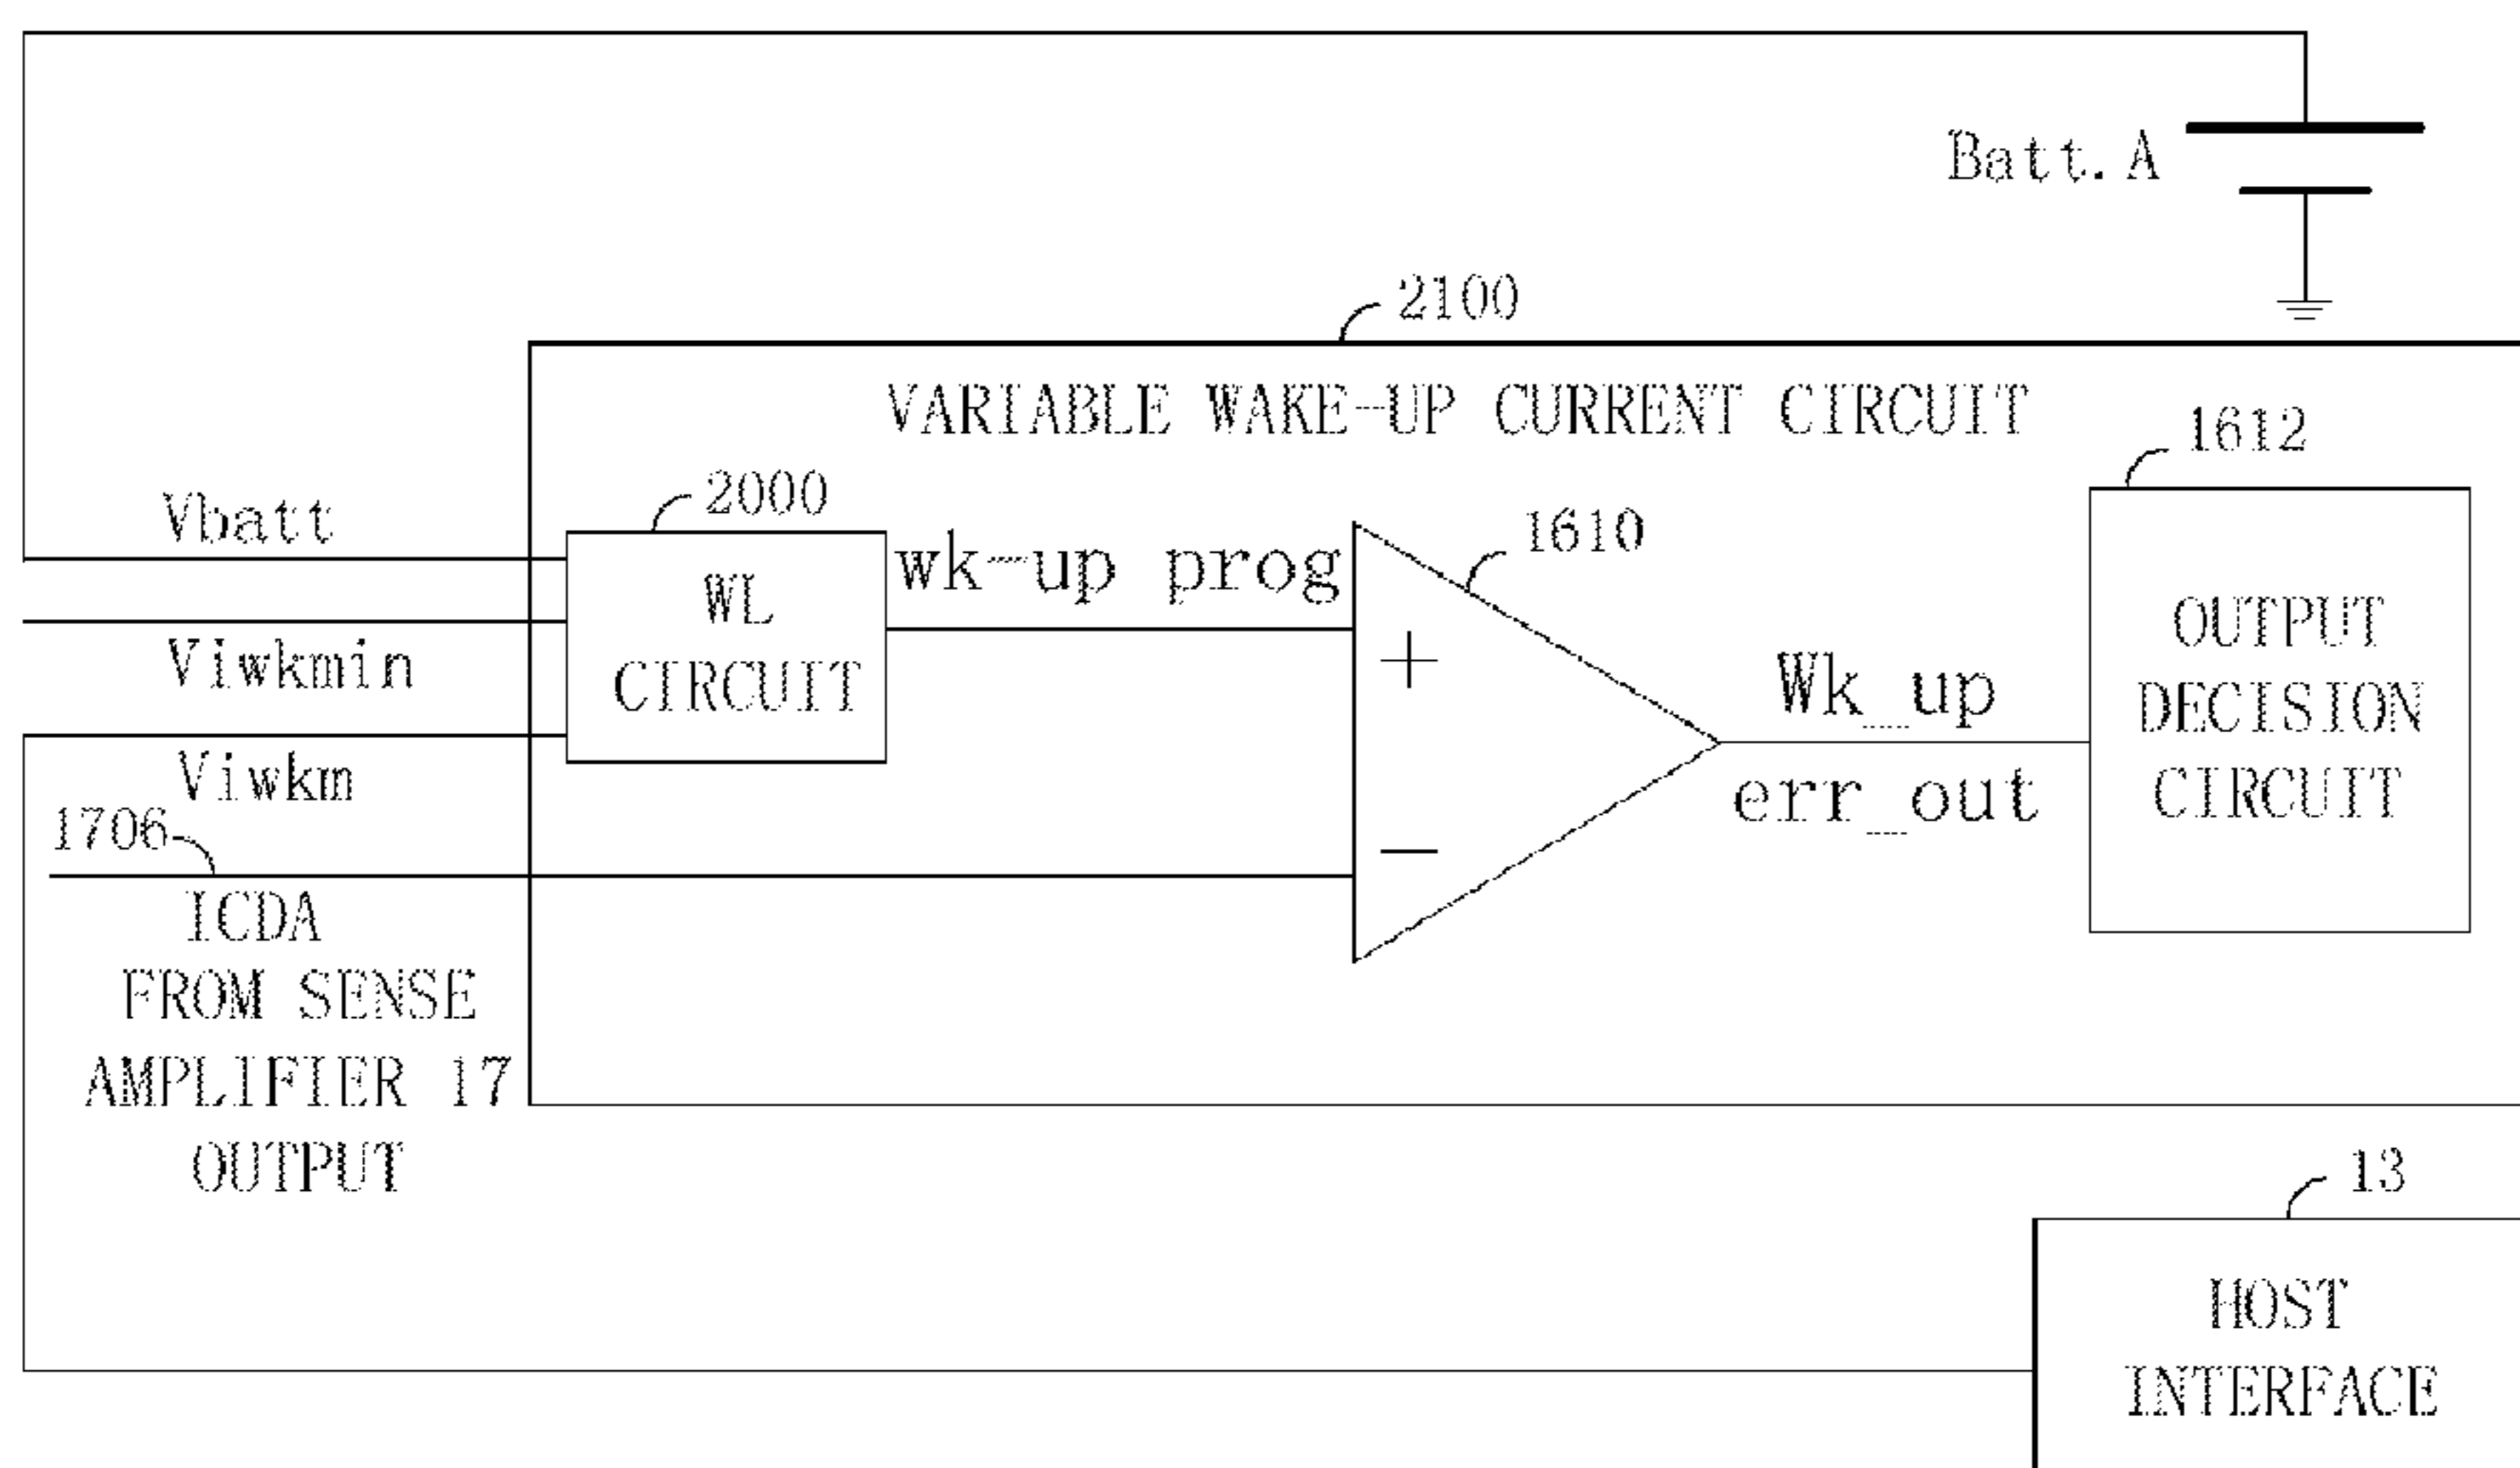 Batt.A
2100
VARIABLE WAKE-UP CURRENT CIRCUIT
1612
Vbatt
2000
wk-up prog
1610
WL
CIRCUIT
OUTPUT
DECISION
CIRCUIT
Viwkmin
+
Wk_up
err_out
Viwkm
1706
−
ICDA
FROM SENSE
AMPLIFIER 17
OUTPUT
13
HOST
INTERFACE